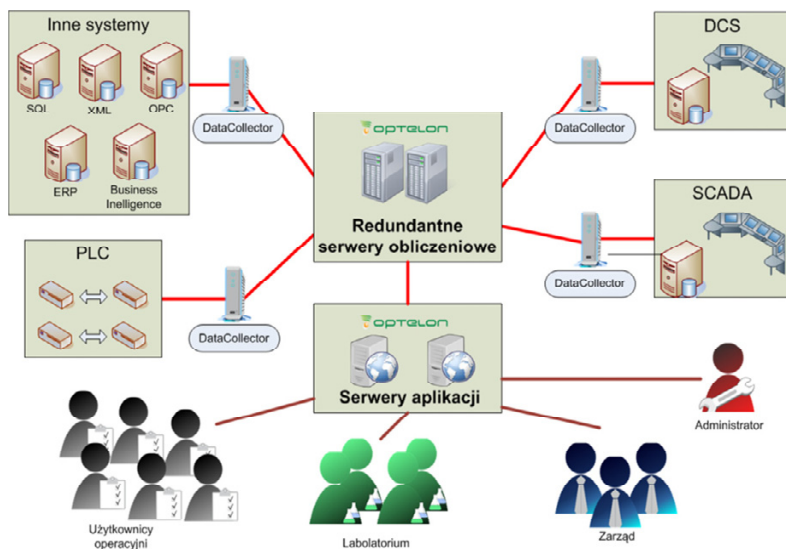 Inne systemy
SQL
XML
OPC
ERP
Business
Inelligence
DataCollector
DCS
DataCollector
OPTELON
Redundantne
serwery obliczeniowe
SCADA
DataCollector
PLC
DataCollector
OPTELON
Serwery aplikacji
Administrator
Użytkownicy
operacyjni
Labolatorium
Zarząd